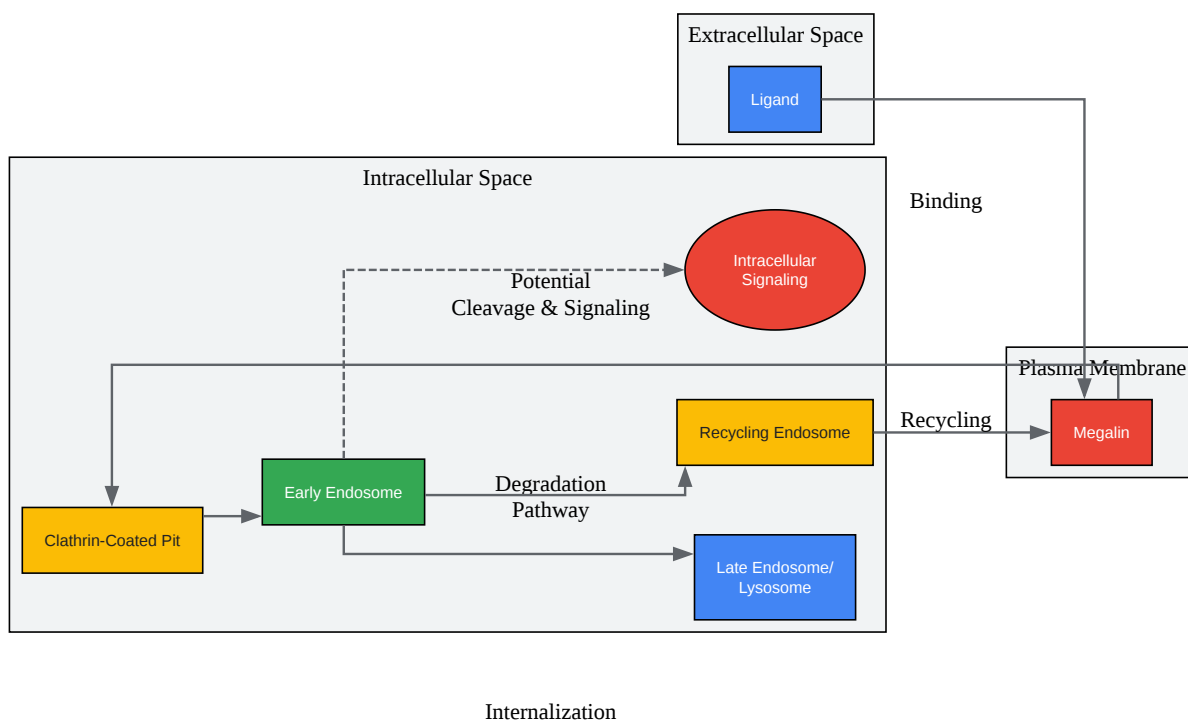 Extracellular Space
Ligand
Intracellular Space
Binding
Intracellular
Signaling
Potential
Cleavage & Signaling
Plasma Membrane
Recycling Endosome
Recycling
Megalin
Early Endosome
Degradation
Pathway
Clathrin-Coated Pit
Late Endosome/
Lysosome
Internalization